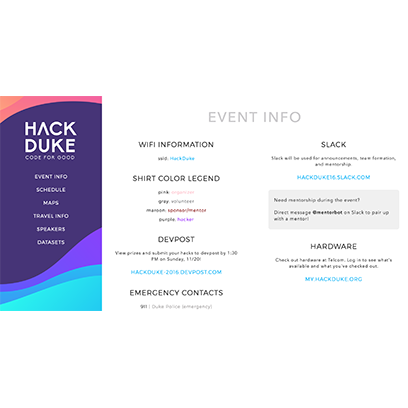 HACK
DUKE
CODE FOR GOOD
EVENT INFO
SCHEDULE
MAPS
TRAVEL INFO
SPEAKERS
DATASETS
EVENT INFO
WIFI INFORMATION
ssid: HackDuke
SHIRT COLOR LEGEND
pink: organizer
grey: volunteer
maroon: sponsor/mentor
purple: hacker
DEVPOST
View prizes and submit your hacks to devpost by 1:30
PM on Sunday, 11/20!
HACKDUKE-2016.DEVPOST.COM
EMERGENCY CONTACTS
911 | Duke Police (emergency)
SLACK
Slack will be used for announcements, team formation,
and mentorship.
HACKDUKE16.SLACK.COM
Need mentorship during the event?
Direct message @mentorbot on Slack to pair up
with a mentor!
HARDWARE
Check out hardware at Telcom. Log in to see what's
available and what you've checked out.
MY.HACKDUKE.ORG